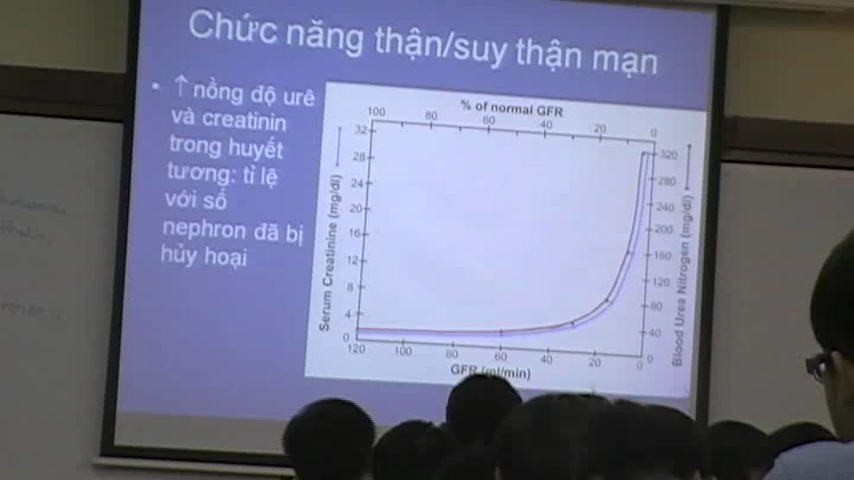 Chức năng thận/suy thận mạn
• ↑ nồng độ urê
và creatinin
trong huyết
tương: tỉ lệ
với số
nephron đã bị
hủy hoại
% of normal GFR
100 80 60 40 20 0
Serum Creatinine (mg/dl)
32
28
24
20
16
12
8
4
0
320
280
240
200
160
120
80
40
0
Blood Urea Nitrogen (mg/dl)
120 100 80 60 40 20 0
GFR (ml/min)